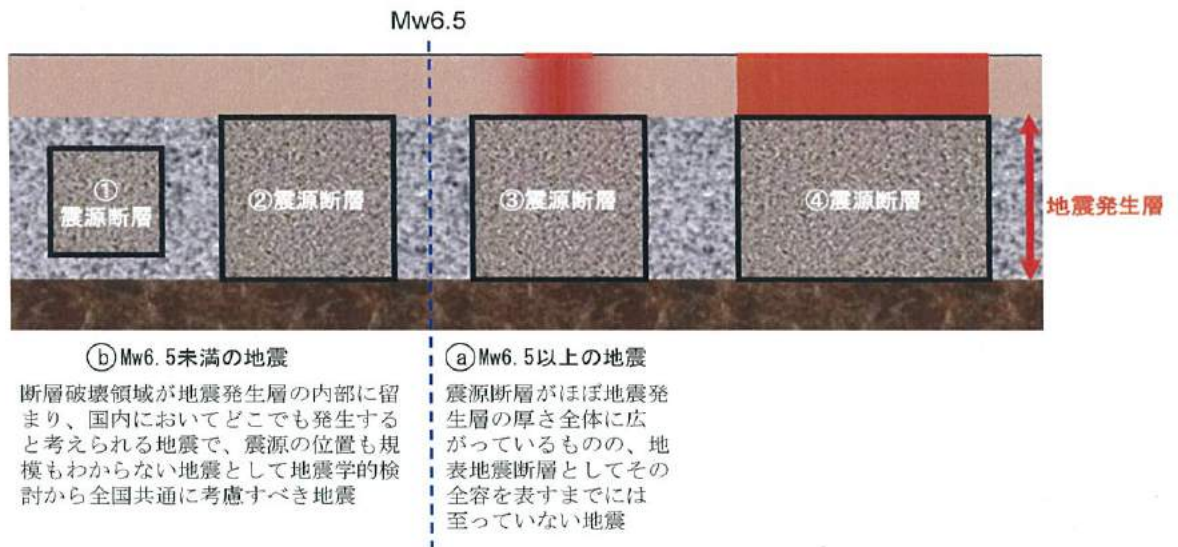 Mw6.5
①
震源断層
②震源断層
③震源断層
④震源断層
地震発生層
ⓑMw6.5未満の地震
断層破壊領域が地震発生層の内部に留
まり、国内においてどこでも発生する
と考えられる地震で、震源の位置も規
模もわからない地震として地震学的検
討から全国共通に考慮すべき地震
ⓐMw6.5以上の地震
震源断層がほぼ地震発
生層の厚さ全体に広
がっているものの、地
表地震断層としてその
全容を表すまでには
至っていない地震